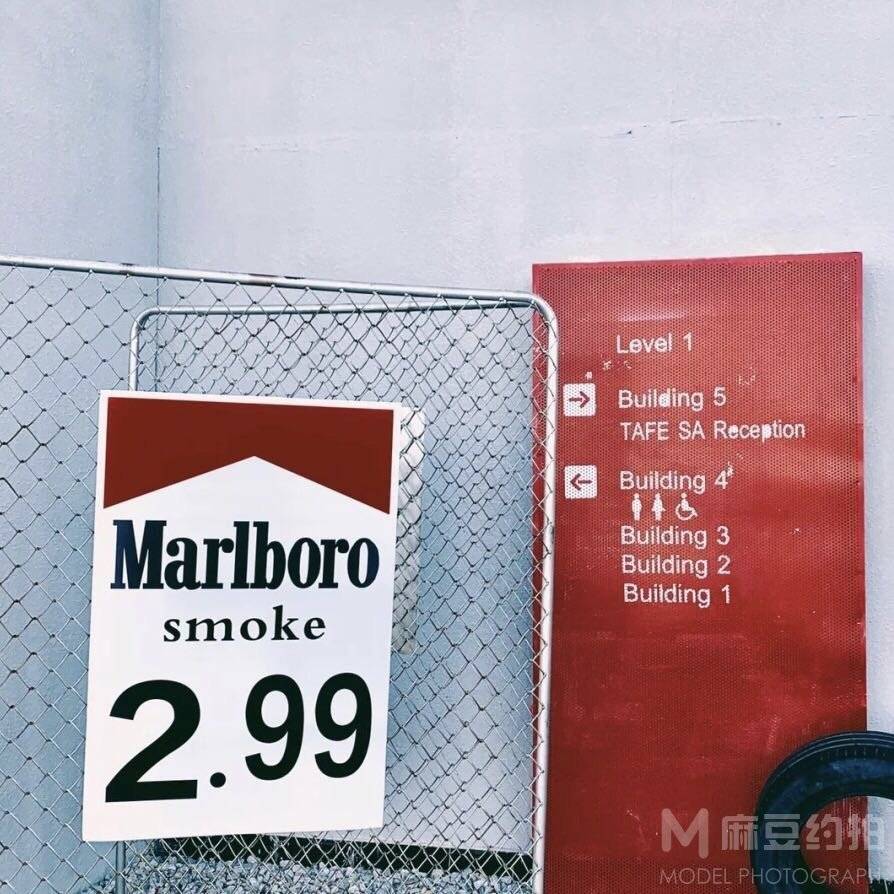 Marlboro
smoke
2.99
Level 1
→ Building 5
TAFE SA Reception
← Building 4
Building 3
Building 2
Building 1
M 麻豆约拍
MODEL PHOTOGRAPH